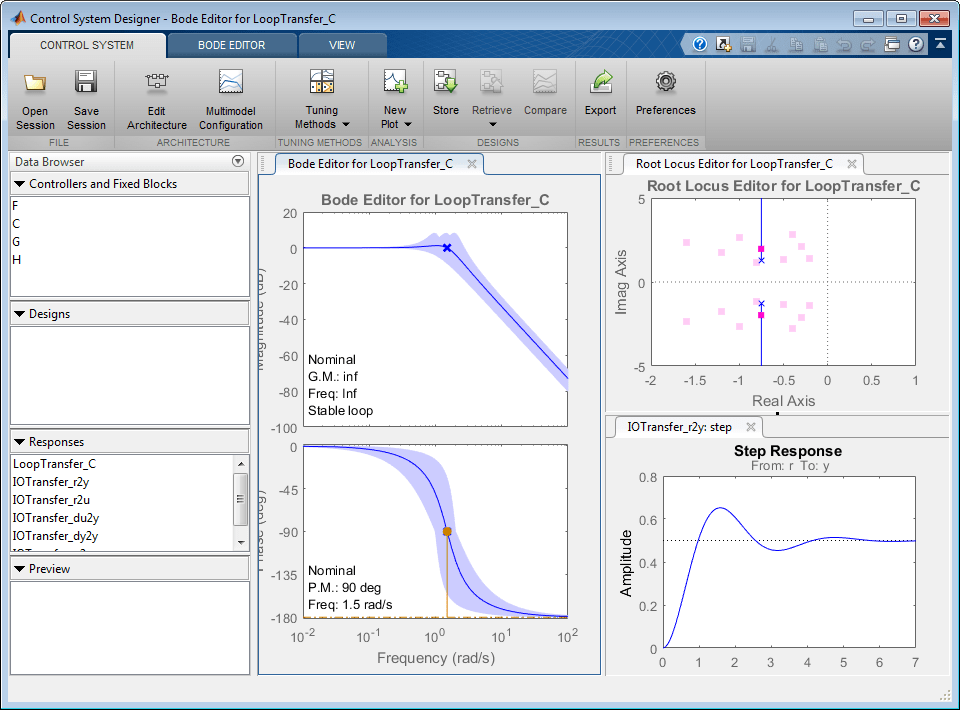 Control System Designer - Bode Editor for LoopTransfer_C
CONTROL SYSTEM
BODE EDITOR
VIEW
Open Session
Save Session
Edit Architecture
Multimodel Configuration
Tuning Methods
New Plot
Store
Retrieve
Compare
Export
Preferences
FILE
ARCHITECTURE
TUNING METHODS
ANALYSIS
DESIGNS
RESULTS
PREFERENCES
Data Browser
Controllers and Fixed Blocks
F
C
G
H
Designs
Responses
LoopTransfer_C
IOTransfer_r2y
IOTransfer_r2u
IOTransfer_du2y
IOTransfer_dy2y
Preview
Bode Editor for LoopTransfer_C
Bode Editor for LoopTransfer_C
20
0
-20
-40
-60
-80
-100
Magnitude (dB)
Nominal
G.M.: inf
Freq: Inf
Stable loop
0
-45
-90
-135
-180
Phase (deg)
Nominal
P.M.: 90 deg
Freq: 1.5 rad/s
10^-2 10^-1 10^0 10^1 10^2
Frequency (rad/s)
Root Locus Editor for LoopTransfer_C
Root Locus Editor for LoopTransfer_C
5
0
-5
Imag Axis
-2 -1.5 -1 -0.5 0 0.5 1
Real Axis
IOTransfer_r2y: step
Step Response
From: r To: y
0.8
0.6
0.4
0.2
0
Amplitude
0 1 2 3 4 5 6 7